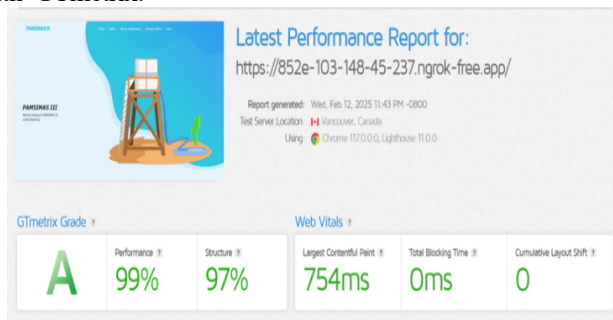 GTmetrix.
Latest Performance Report for:
https://852e-103-148-45-237.ngrok-free.app/
Report generated: Wed, Feb 12, 2025 11:43 PM -0800
Test Server Location: Vancouver, Canada
Using: Chrome 117.0.0.0, Lighthouse 11.0.0
PAMSIMAS III
GTmetrix Grade ?
Web Vitals ?
A
Performance ?
99%
Structure ?
97%
Largest Contentful Paint ?
754ms
Total Blocking Time ?
0ms
Cumulative Layout Shift ?
0